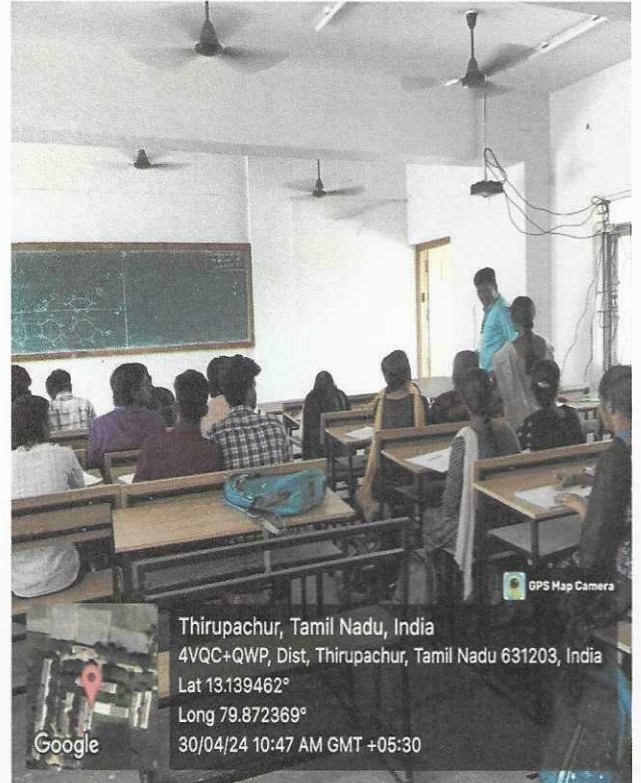 GPS Map Camera
Thirupachur, Tamil Nadu, India
4VQC+QWP, Dist, Thirupachur, Tamil Nadu 631203, India
Lat 13.139462°
Long 79.872369°
30/04/24 10:47 AM GMT +05:30
Google